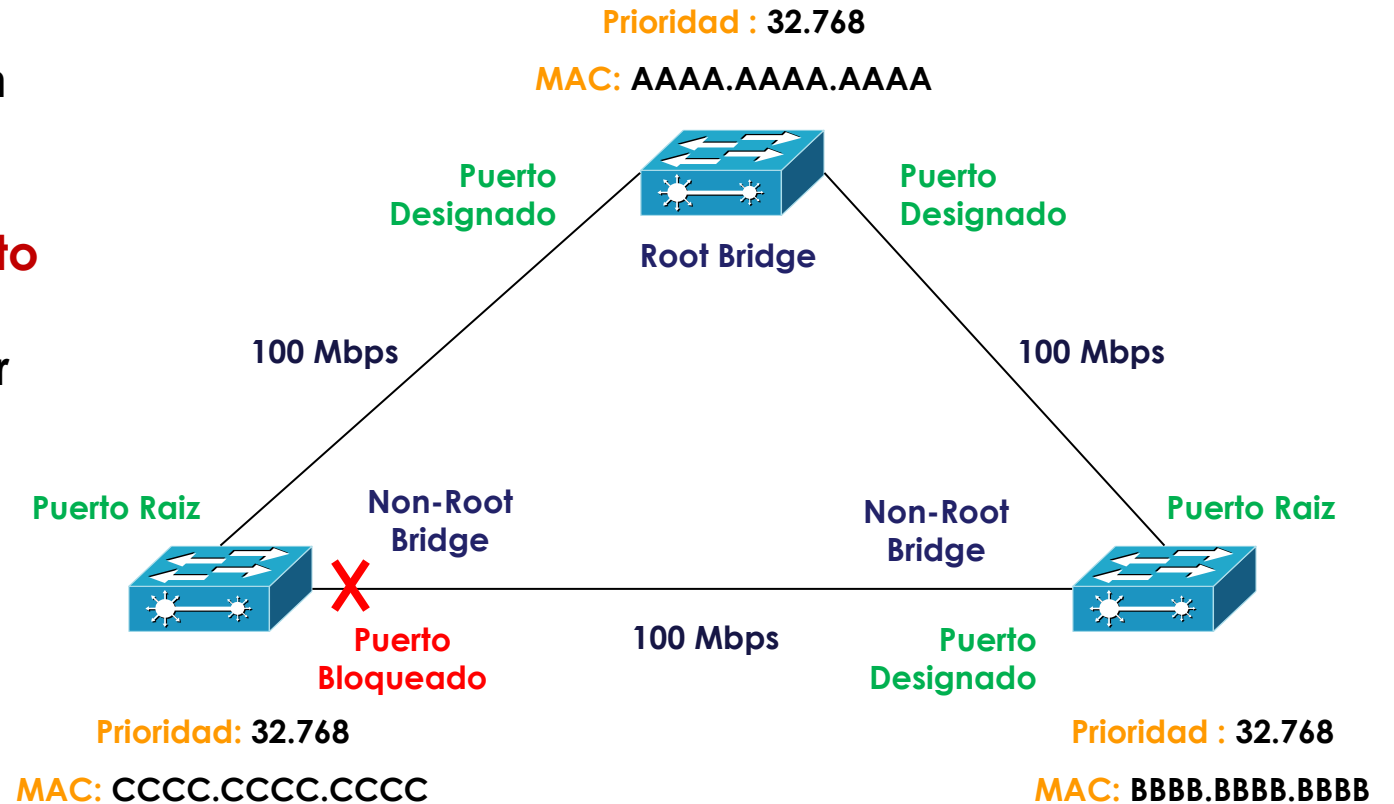 Prioridad : 32.768
MAC: AAAA.AAAA.AAAA
n
Puerto
Designado
Puerto
Designado
to
Root Bridge
100 Mbps
100 Mbps
r
Puerto Raiz
Non-Root
Bridge
Non-Root
Bridge
Puerto Raiz
Puerto
Bloqueado
100 Mbps
Puerto
Designado
Prioridad: 32.768
MAC: CCCC.CCCC.CCCC
Prioridad : 32.768
MAC: BBBB.BBBB.BBBB